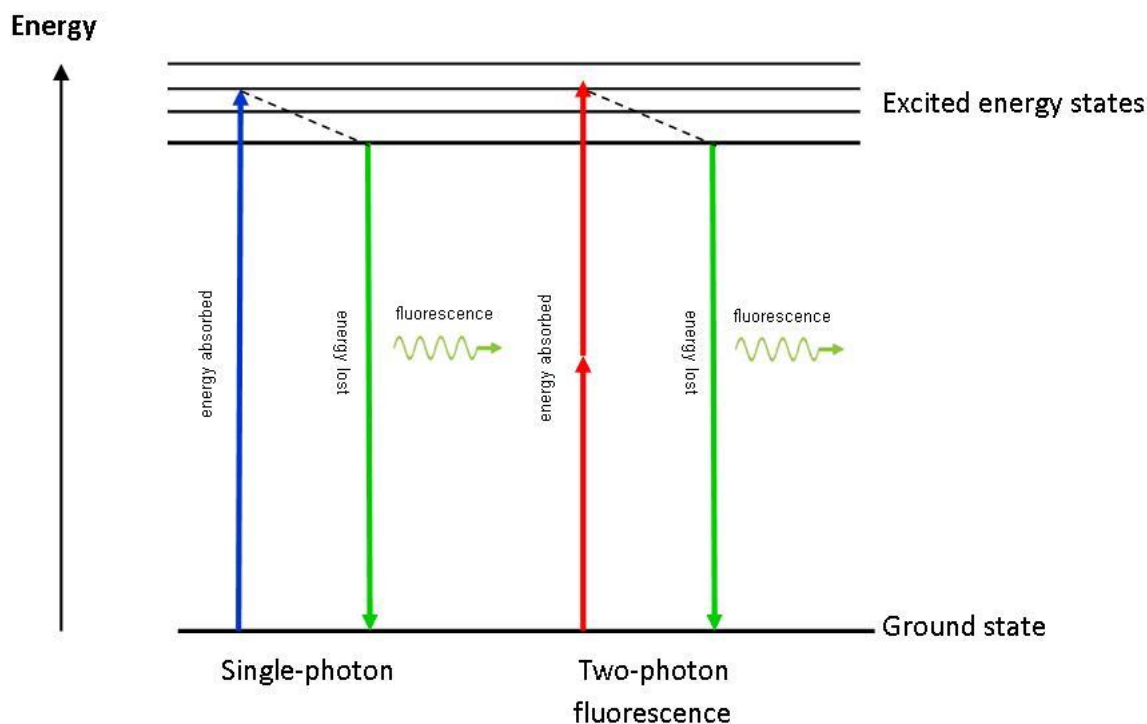 Energy
Excited energy states
energy absorbed
energy lost
fluorescence
energy absorbed
energy lost
fluorescence
Ground state
Single-photon
Two-photon
fluorescence